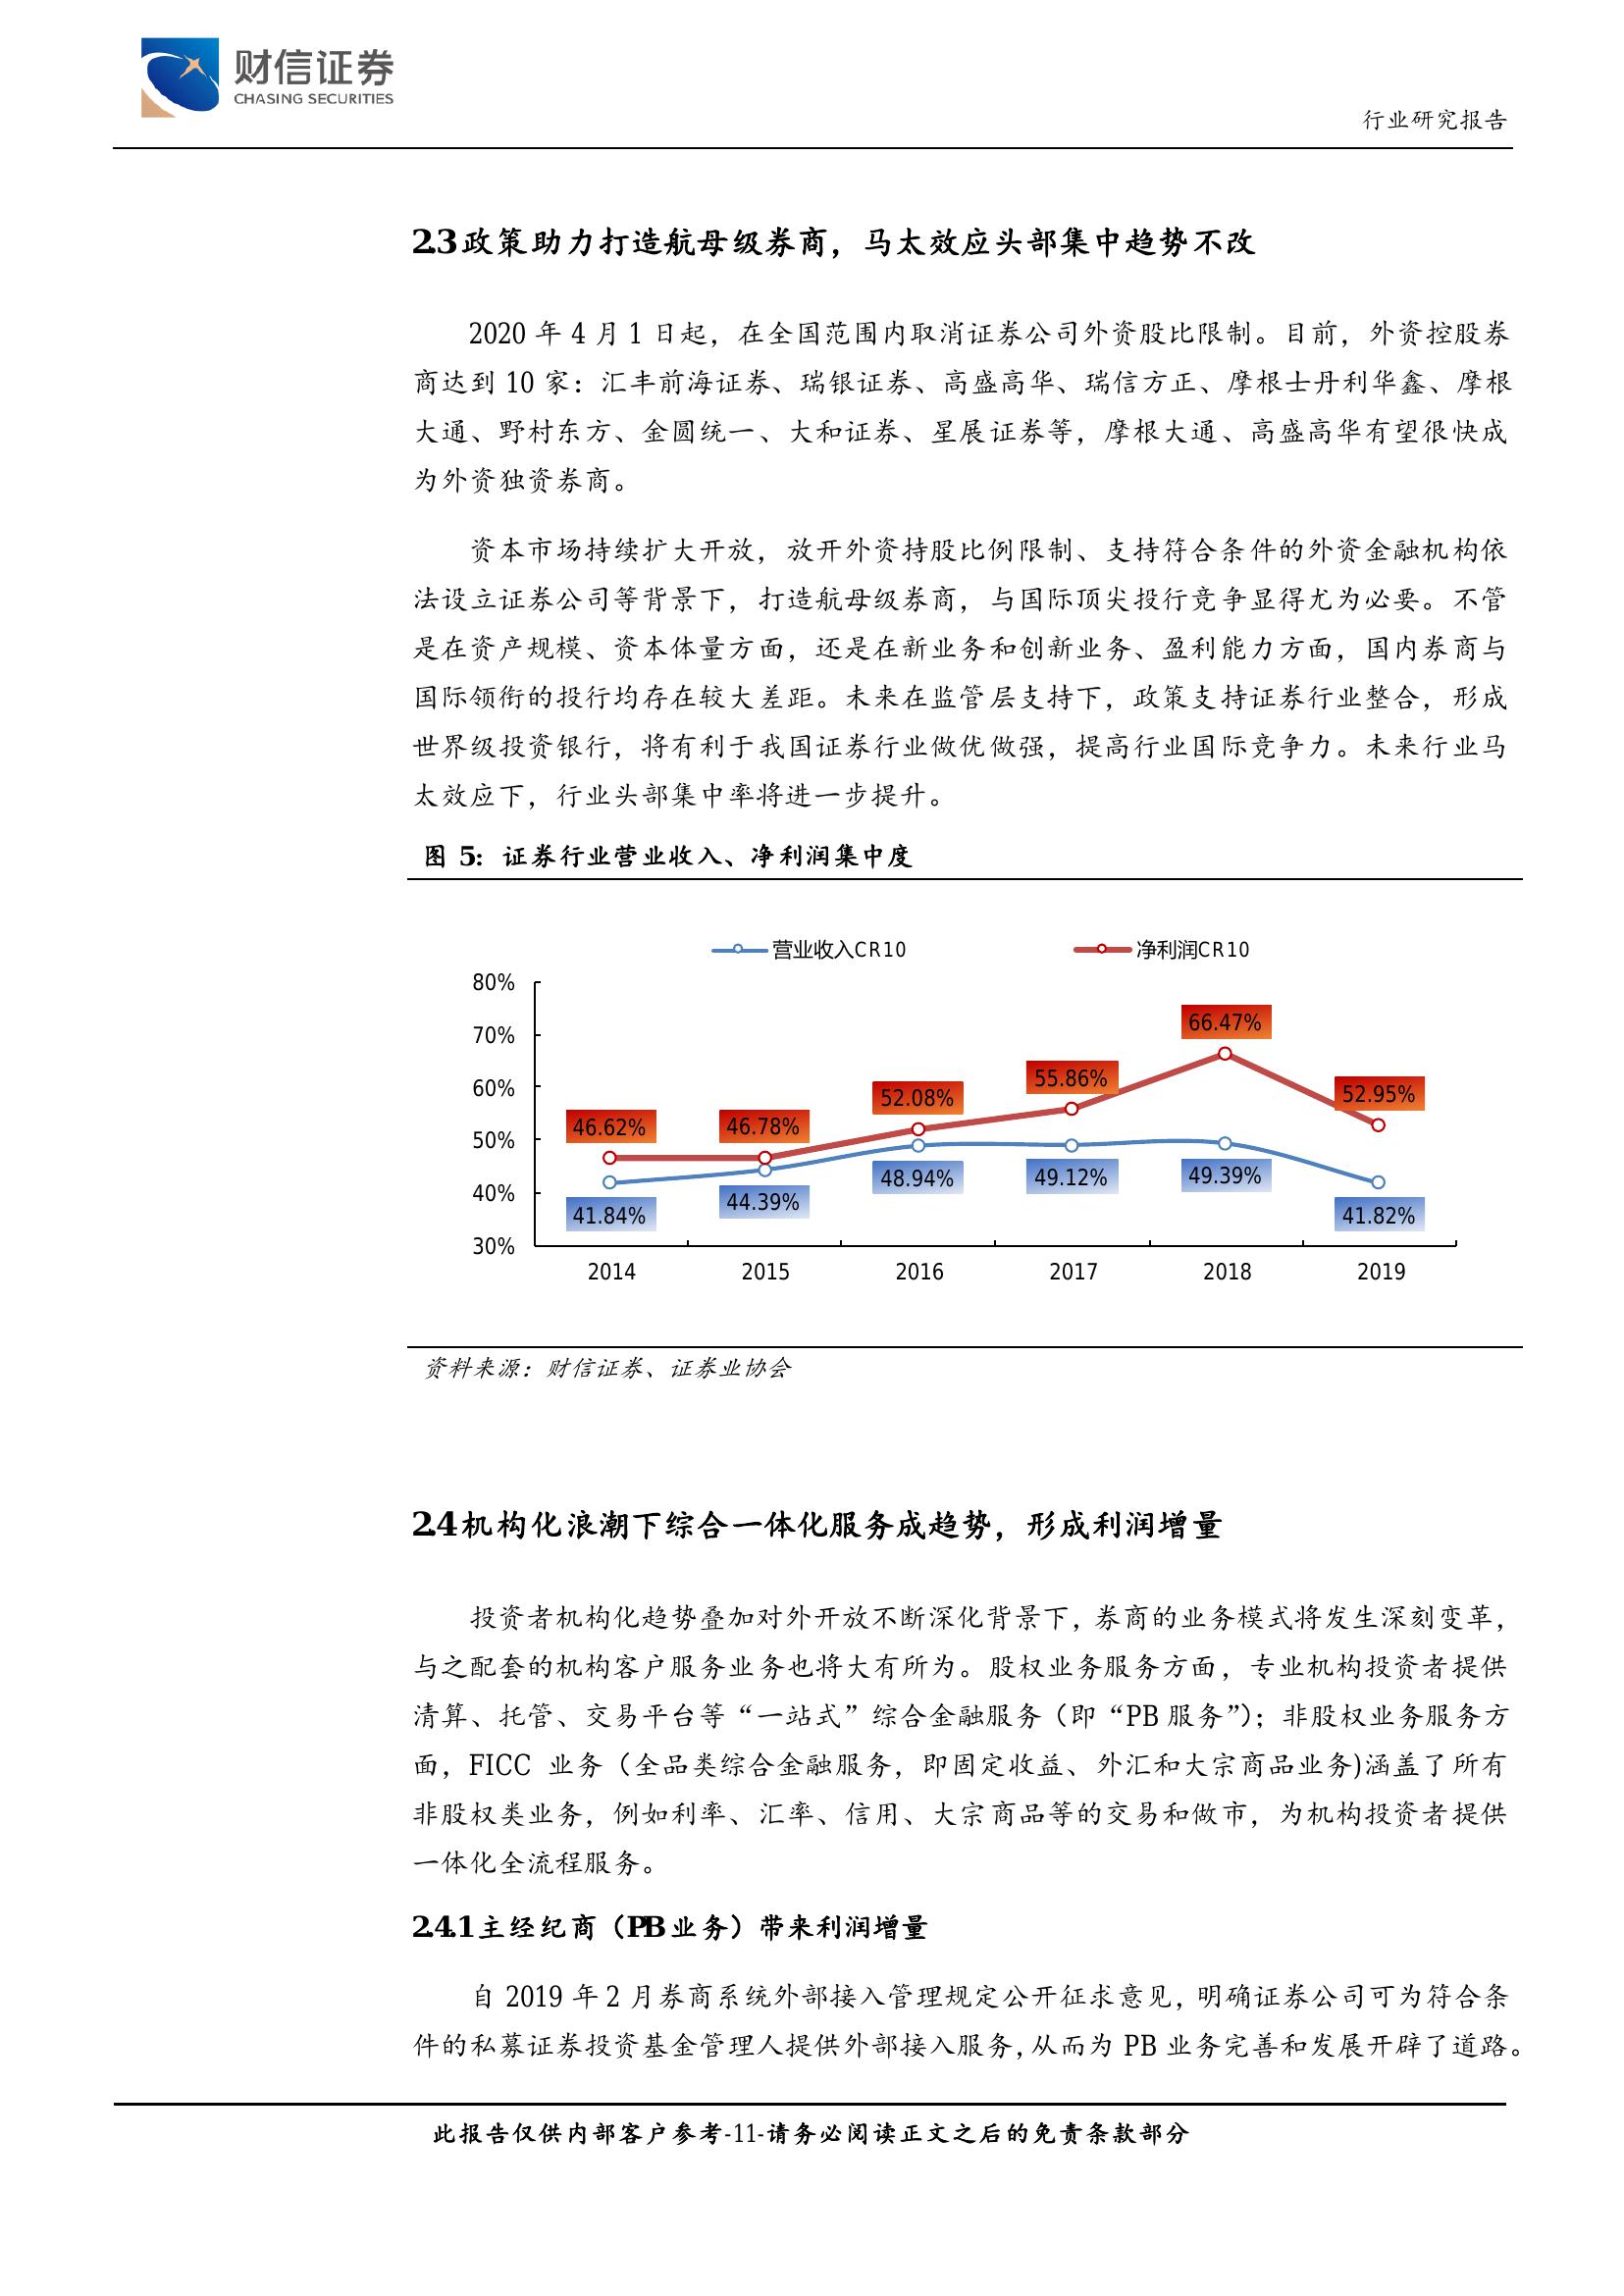 财信证券
CHASING SECURITIES
行业研究报告
2.3 政策助力打造航母级券商，马太效应头部集中趋势不改
2020 年 4 月 1 日起，在全国范围内取消证券公司外资股比限制。目前，外资控股券
商达到 10 家：汇丰前海证券、瑞银证券、高盛高华、瑞信方正、摩根士丹利华鑫、摩根
大通、野村东方、金圆统一、大和证券、星展证券等，摩根大通、高盛高华有望很快成
为外资独资券商。
资本市场持续扩大开放，放开外资持股比例限制、支持符合条件的外资金融机构依
法设立证券公司等背景下，打造航母级券商，与国际顶尖投行竞争显得尤为必要。不管
是在资产规模、资本体量方面，还是在新业务和创新业务、盈利能力方面，国内券商与
国际领衔的投行均存在较大差距。未来在监管层支持下，政策支持证券行业整合，形成
世界级投资银行，将有利于我国证券行业做优做强，提高行业国际竞争力。未来行业马
太效应下，行业头部集中率将进一步提升。
图 5：证券行业营业收入、净利润集中度
营业收入CR10 净利润CR10
80%
70%
60%
50%
40%
30%
46.62% 46.78% 52.08% 55.86% 66.47% 52.95%
41.84% 44.39% 48.94% 49.12% 49.39% 41.82%
2014 2015 2016 2017 2018 2019
资料来源：财信证券、证券业协会
2.4 机构化浪潮下综合一体化服务成趋势，形成利润增量
投资者机构化趋势叠加对外开放不断深化背景下，券商的业务模式将发生深刻变革，
与之配套的机构客户服务业务也将大有所为。股权业务服务方面，专业机构投资者提供
清算、托管、交易平台等“一站式”综合金融服务（即“PB 服务”）；非股权业务服务方
面，FICC 业务（全品类综合金融服务，即固定收益、外汇和大宗商品业务)涵盖了所有
非股权类业务，例如利率、汇率、信用、大宗商品等的交易和做市，为机构投资者提供
一体化全流程服务。
2.4.1 主经纪商（PB 业务）带来利润增量
自 2019 年 2 月券商系统外部接入管理规定公开征求意见，明确证券公司可为符合条
件的私募证券投资基金管理人提供外部接入服务，从而为 PB 业务完善和发展开辟了道路。
此报告仅供内部客户参考-11-请务必阅读正文之后的免责条款部分